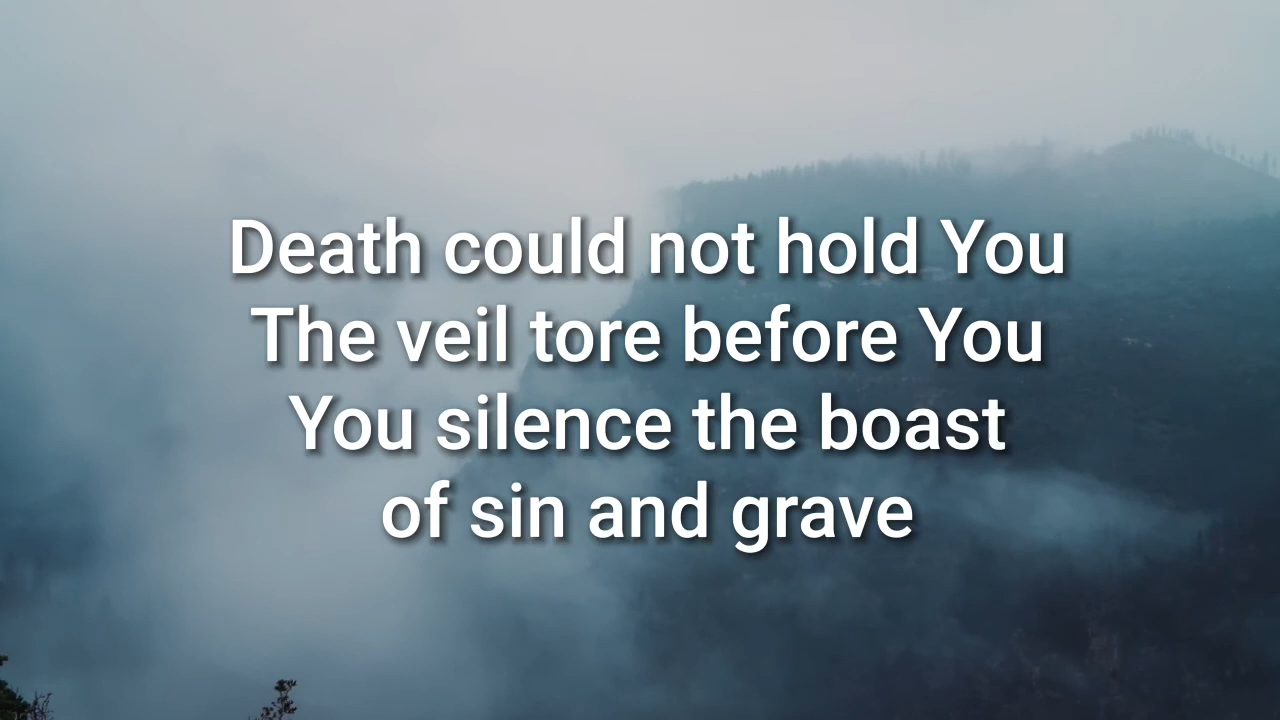 Death could not hold You
The veil tore before You
You silence the boast
of sin and grave